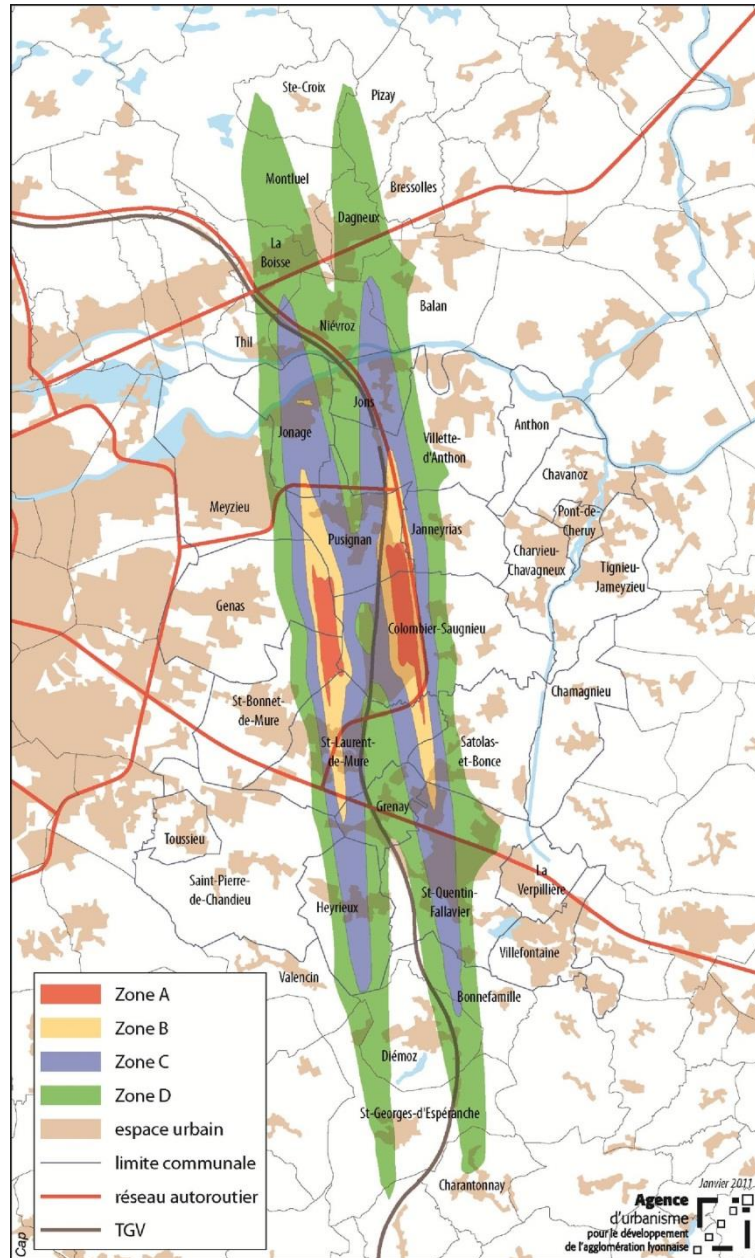 Ste-Croix
Pizay
Montluel
Bressolles
Dagneux
La
Boisse
Balan
Niévroz
Thil
Jons
Anthon
Jonage
Villette-
d'Anthon
Chavanoz
Meyzieu
Pont-de-
Cheruy
Pusignan
Janneyrias
Charvieu-
Chavagneux
Tignieu-
Jameyzieu
Genas
Colombier-Saugnieu
Chamagnieu
St-Bonnet-
de-Mure
St-Laurent-
de-Mure
Satolas-
et-Bonce
Grenay
Toussieu
La
Verpilliere
Saint-Pierre-
de-Chandieu
Heyrieux
St-Quentin-
Fallavier
Villefontaine
Valencin
Bonnefamille
Diémoz
St-Georges-d'Espéranche
Charantonnay
Zone A
Zone B
Zone C
Zone D
espace urbain
limite communale
réseau autoroutier
TGV
Cap
Janvier 2011
Agence
d'urbanisme
pour le développement
de l'agglomération lyonnaise